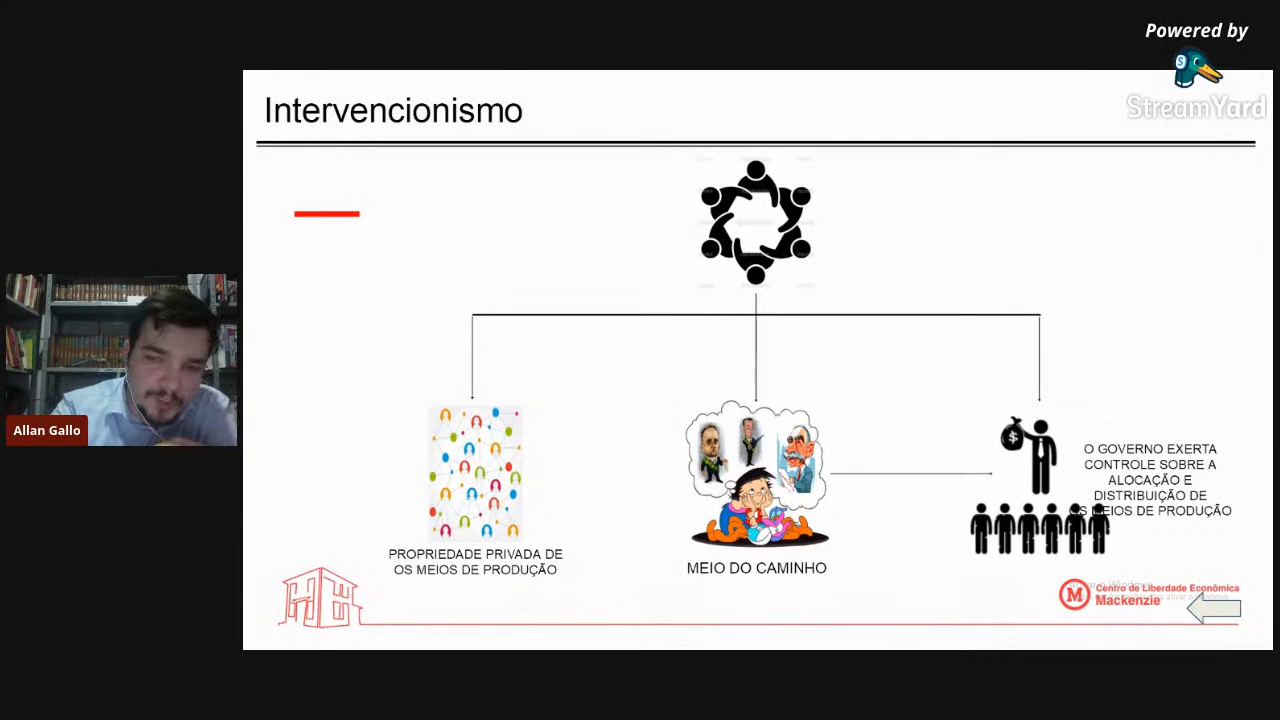 Powered by
StreamYard
Intervencionismo
Allan Gallo
$
PROPRIEDADE PRIVADA DE
OS MEIOS DE PRODUÇÃO
MEIO DO CAMINHO
O GOVERNO EXERTA
CONTROLE SOBRE A
ALOCAÇÃO E
DISTRIBUIÇÃO DE
OS MEIOS DE PRODUÇÃO
M
Centro de Liberdade Econômica
Mackenzie